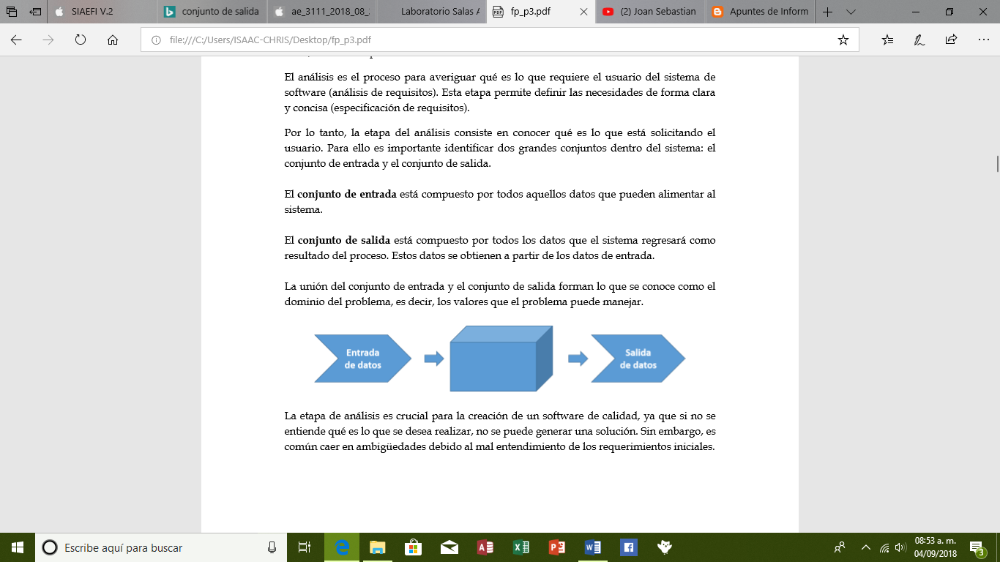 SIAEFI V.2
conjunto de salida
ae_3111_2018_08_
Laboratorio Salas A
fp_p3.pdf
(2) Joan Sebastian
Apuntes de Inform
file:///C:/Users/ISAAC-CHRIS/Desktop/fp_p3.pdf
El análisis es el proceso para averiguar qué es lo que requiere el usuario del sistema de
software (análisis de requisitos). Esta etapa permite definir las necesidades de forma clara
y concisa (especificación de requisitos).
Por lo tanto, la etapa del análisis consiste en conocer qué es lo que está solicitando el
usuario. Para ello es importante identificar dos grandes conjuntos dentro del sistema: el
conjunto de entrada y el conjunto de salida.
El conjunto de entrada está compuesto por todos aquellos datos que pueden alimentar al
sistema.
El conjunto de salida está compuesto por todos los datos que el sistema regresará como
resultado del proceso. Estos datos se obtienen a partir de los datos de entrada.
La unión del conjunto de entrada y el conjunto de salida forman lo que se conoce como el
dominio del problema, es decir, los valores que el problema puede manejar.
Entrada
de datos
Salida
de datos
La etapa de análisis es crucial para la creación de un software de calidad, ya que si no se
entiende qué es lo que se desea realizar, no se puede generar una solución. Sin embargo, es
común caer en ambigüedades debido al mal entendimiento de los requerimientos iniciales.
Escribe aquí para buscar
08:53 a. m.
04/09/2018
3